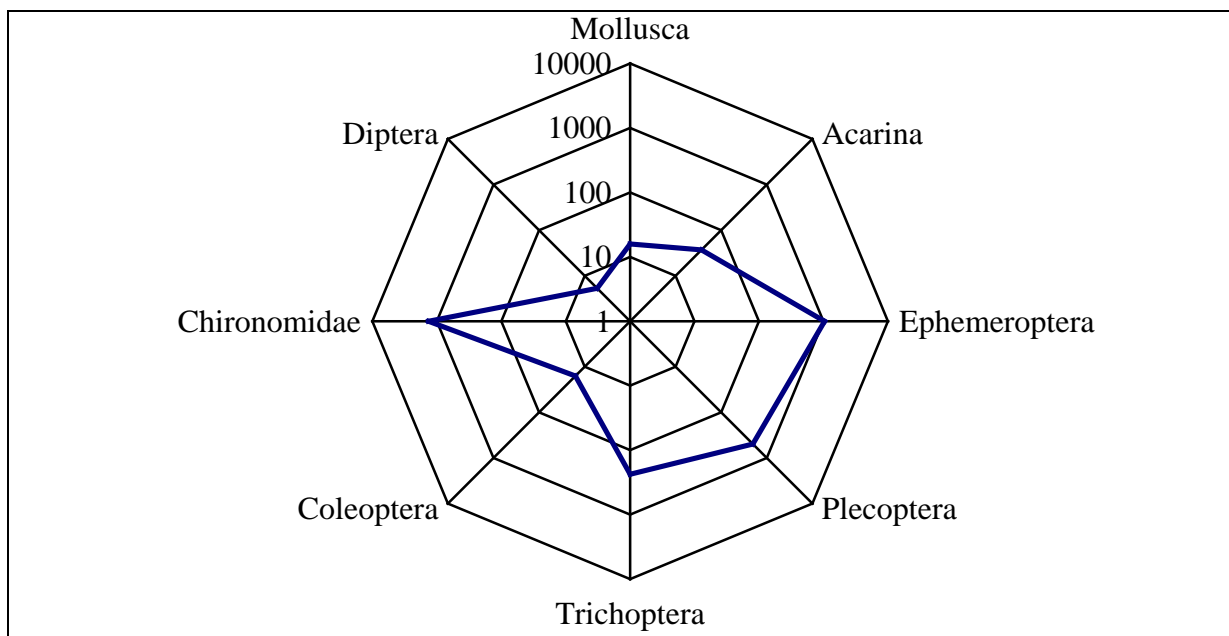 Mollusca
10000
Diptera
1000
Acarina
100
10
Chironomidae
1
Ephemeroptera
Coleoptera
Plecoptera
Trichoptera